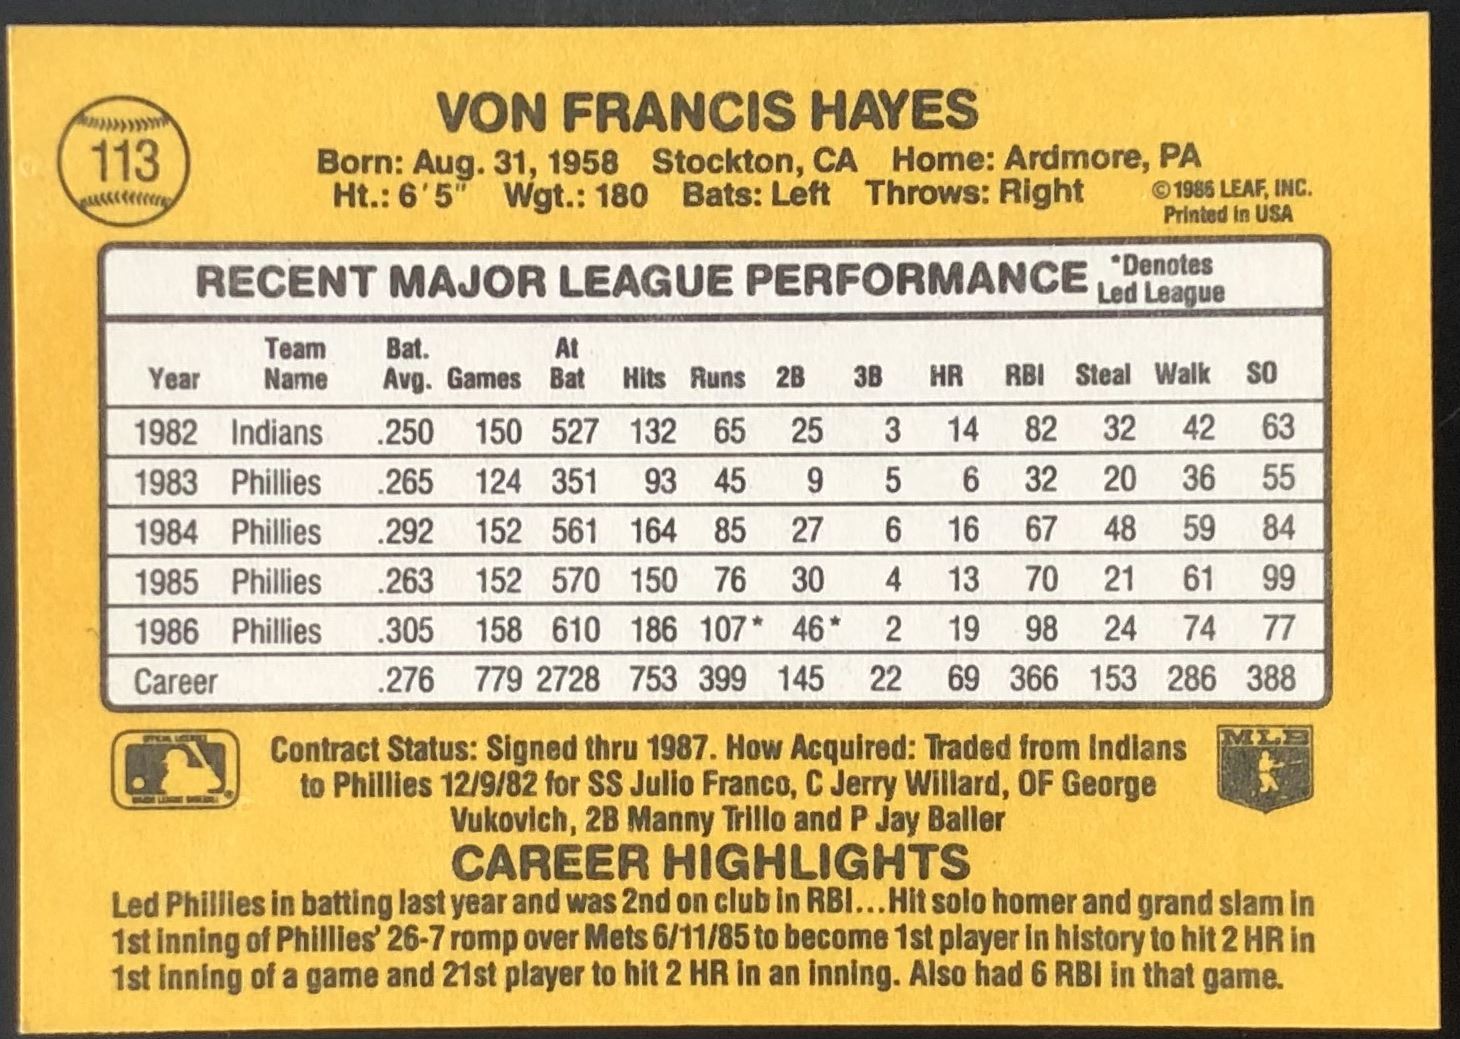 113
VON FRANCIS HAYES
Born: Aug. 31, 1958 Stockton, CA Home: Ardmore, PA
Ht.: 6'5" Wgt.: 180 Bats: Left Throws: Right
©1986 LEAF, INC.
Printed in USA
RECENT MAJOR LEAGUE PERFORMANCE *Denotes Led League
Year Team Name Bat. Avg. Games At Bat Hits Runs 2B 3B HR RBI Steal Walk SO
1982 Indians .250 150 527 132 65 25 3 14 82 32 42 63
1983 Phillies .265 124 351 93 45 9 5 6 32 20 36 55
1984 Phillies .292 152 561 164 85 27 6 16 67 48 59 84
1985 Phillies .263 152 570 150 76 30 4 13 70 21 61 99
1986 Phillies .305 158 610 186 107* 46* 2 19 98 24 74 77
Career .276 779 2728 753 399 145 22 69 366 153 286 388
Contract Status: Signed thru 1987. How Acquired: Traded from Indians
to Phillies 12/9/82 for SS Julio Franco, C Jerry Willard, OF George
Vukovich, 2B Manny Trillo and P Jay Baller
MLB
CAREER HIGHLIGHTS
Led Phillies in batting last year and was 2nd on club in RBI...Hit solo homer and grand slam in
1st inning of Phillies' 26-7 romp over Mets 6/11/85 to become 1st player in history to hit 2 HR in
1st inning of a game and 21st player to hit 2 HR in an inning. Also had 6 RBI in that game.